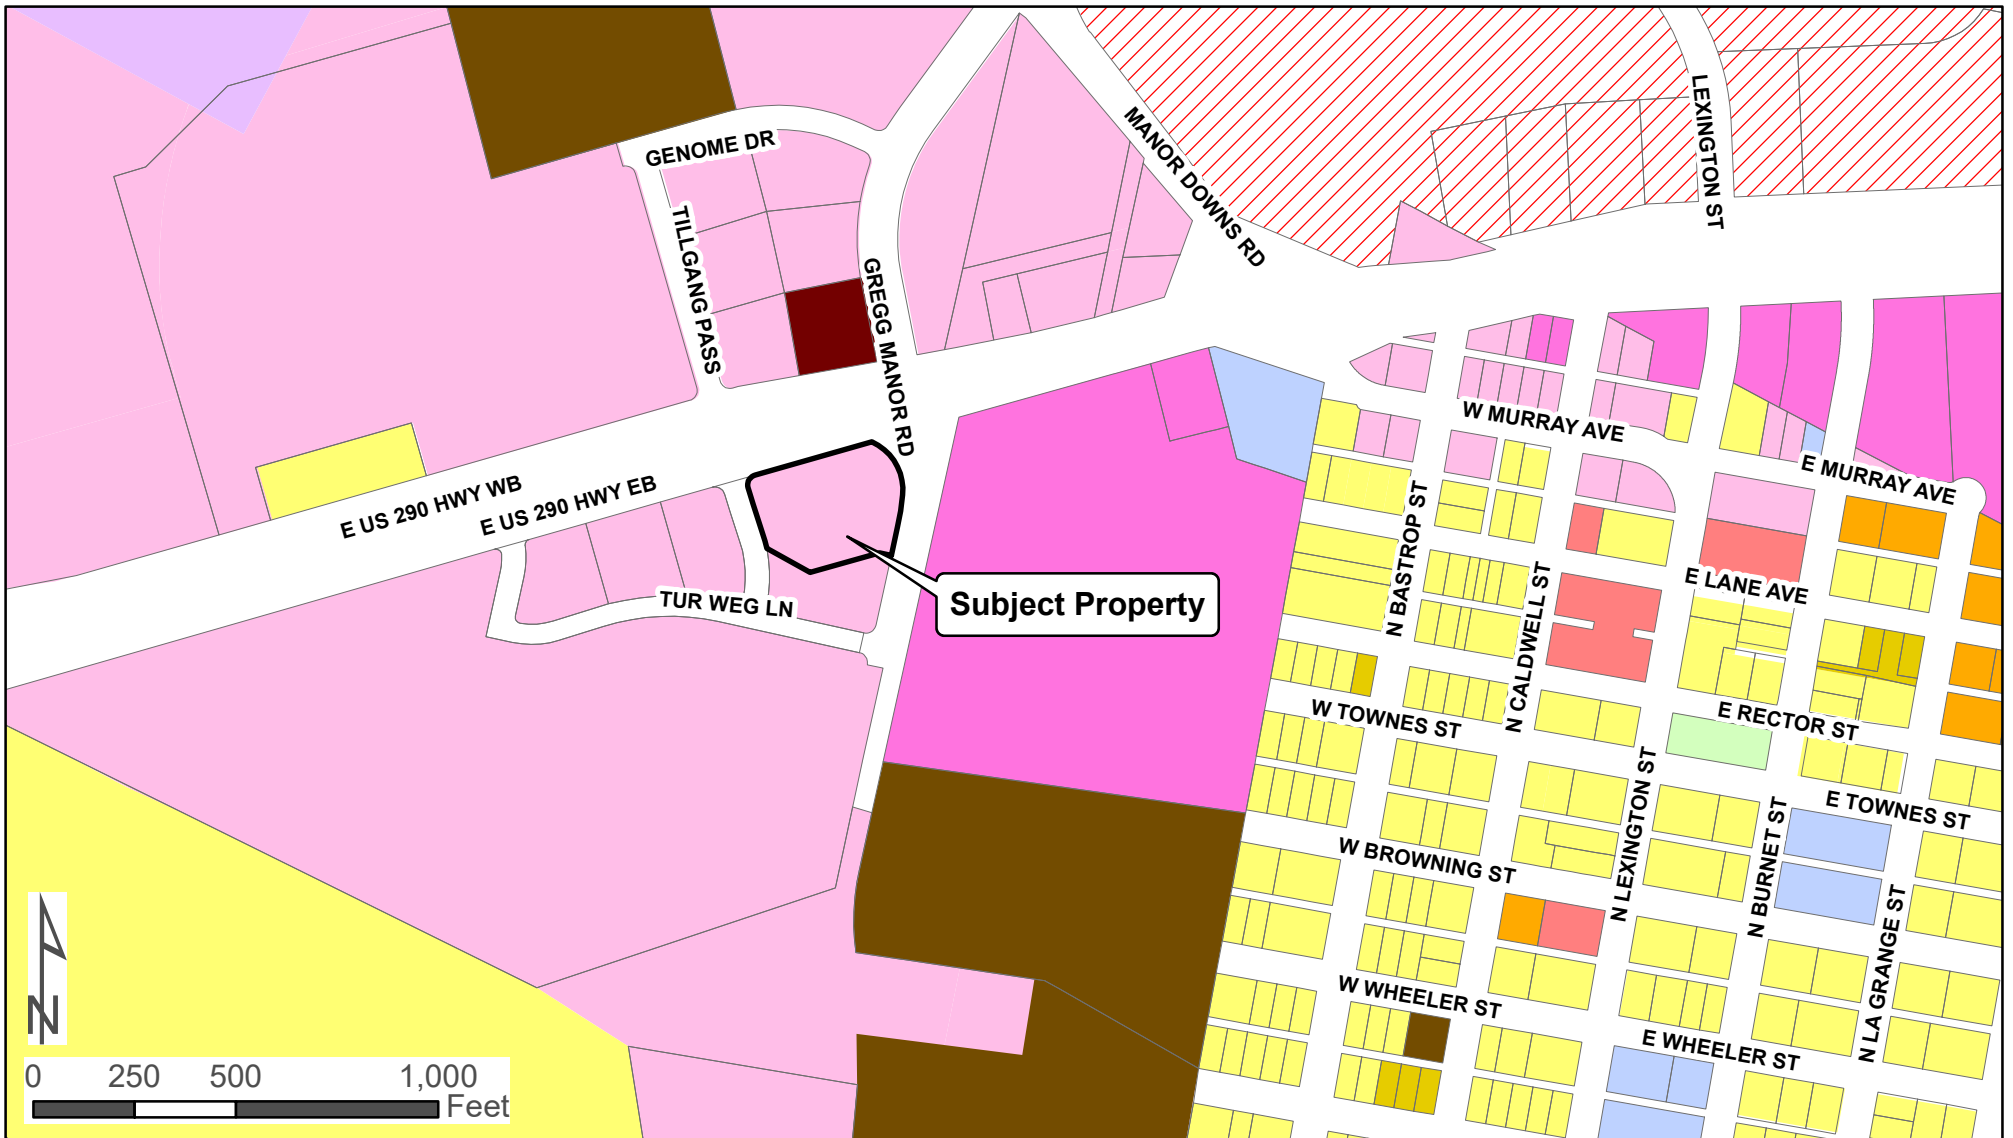 GENOME DR
MANOR DOWNS RD
LEXINGTON ST
TILLGANG PASS
GREGG MANOR RD
W MURRAY AVE
E MURRAY AVE
E US 290 HWY WB
E US 290 HWY EB
N BASTROP ST
N CALDWELL ST
E LANE AVE
TUR WEG LN
Subject Property
W TOWNES ST
E RECTOR ST
N LEXINGTON ST
N BURNET ST
E TOWNES ST
W BROWNING ST
N LA GRANGE ST
W WHEELER ST
E WHEELER ST
N
0 250 500 1,000
Feet